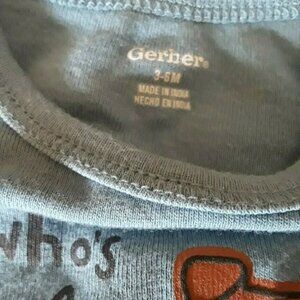 Gerber®
3-6M
MADE IN INDIA
HECHO EN INDIA
who's